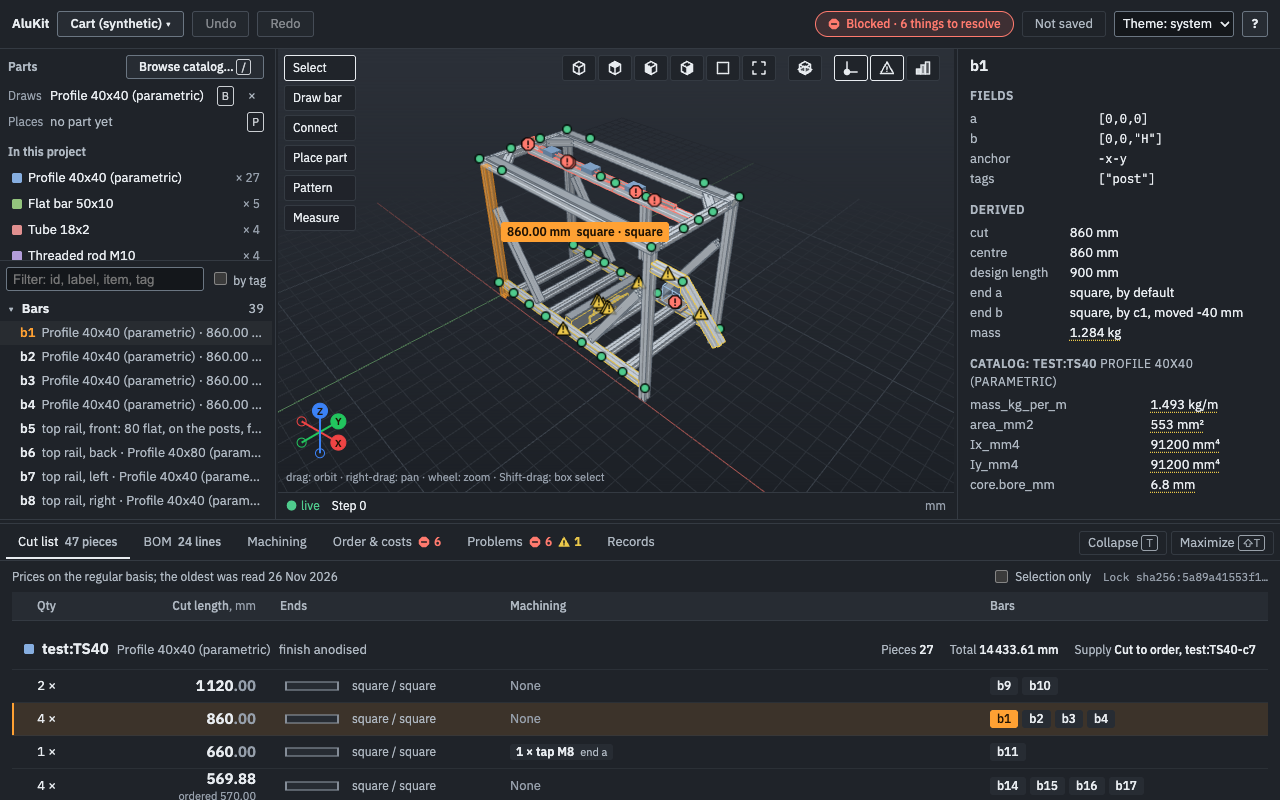 AluKit Cart (synthetic) ▾ Undo Redo Blocked · 6 things to resolve Not saved Theme: system ?
Parts Browse catalog... /
Draws Profile 40x40 (parametric) B ×
Places no part yet P
In this project
Profile 40x40 (parametric) × 27
Flat bar 50x10 × 5
Tube 18x2 × 4
Threaded rod M10 × 4
Filter: id, label, item, tag by tag
Bars 39
b1 Profile 40x40 (parametric) · 860.00 ...
b2 Profile 40x40 (parametric) · 860.00 ...
b3 Profile 40x40 (parametric) · 860.00 ...
b4 Profile 40x40 (parametric) · 860.00 ...
b5 top rail, front: 80 flat, on the posts, f...
b6 top rail, back · Profile 40x80 (param...
b7 top rail, left · Profile 40x40 (parame...
b8 top rail, right · Profile 40x40 (param...
Select
Draw bar
Connect
Place part
Pattern
Measure
860.00 mm square · square
Z
Y
X
drag: orbit · right-drag: pan · wheel: zoom · Shift-drag: box select
live Step 0 mm
b1
FIELDS
a [0,0,0]
b [0,0,"H"]
anchor -x-y
tags ["post"]
DERIVED
cut 860 mm
centre 860 mm
design length 900 mm
end a square, by default
end b square, by c1, moved -40 mm
mass 1.284 kg
CATALOG: TEST:TS40 PROFILE 40X40
(PARAMETRIC)
mass_kg_per_m 1.493 kg/m
area_mm2 553 mm²
Ix_mm4 91200 mm⁴
Iy_mm4 91200 mm⁴
core.bore_mm 6.8 mm
Cut list 47 pieces BOM 24 lines Machining Order & costs 6 Problems 6 1 Records Collapse T Maximize ⇧T
Prices on the regular basis; the oldest was read 26 Nov 2026 Selection only Lock sha256:5a89a41553f1…
Qty Cut length, mm Ends Machining Bars
test:TS40 Profile 40x40 (parametric) finish anodised Pieces 27 Total 14 433.61 mm Supply Cut to order, test:TS40-c7
2 × 1 120.00 square / square None b9 b10
4 × 860.00 square / square None b1 b2 b3 b4
1 × 660.00 square / square 1 × tap M8 end a b11
4 × 569.88 square / square None b14 b15 b16 b17
ordered 570.00